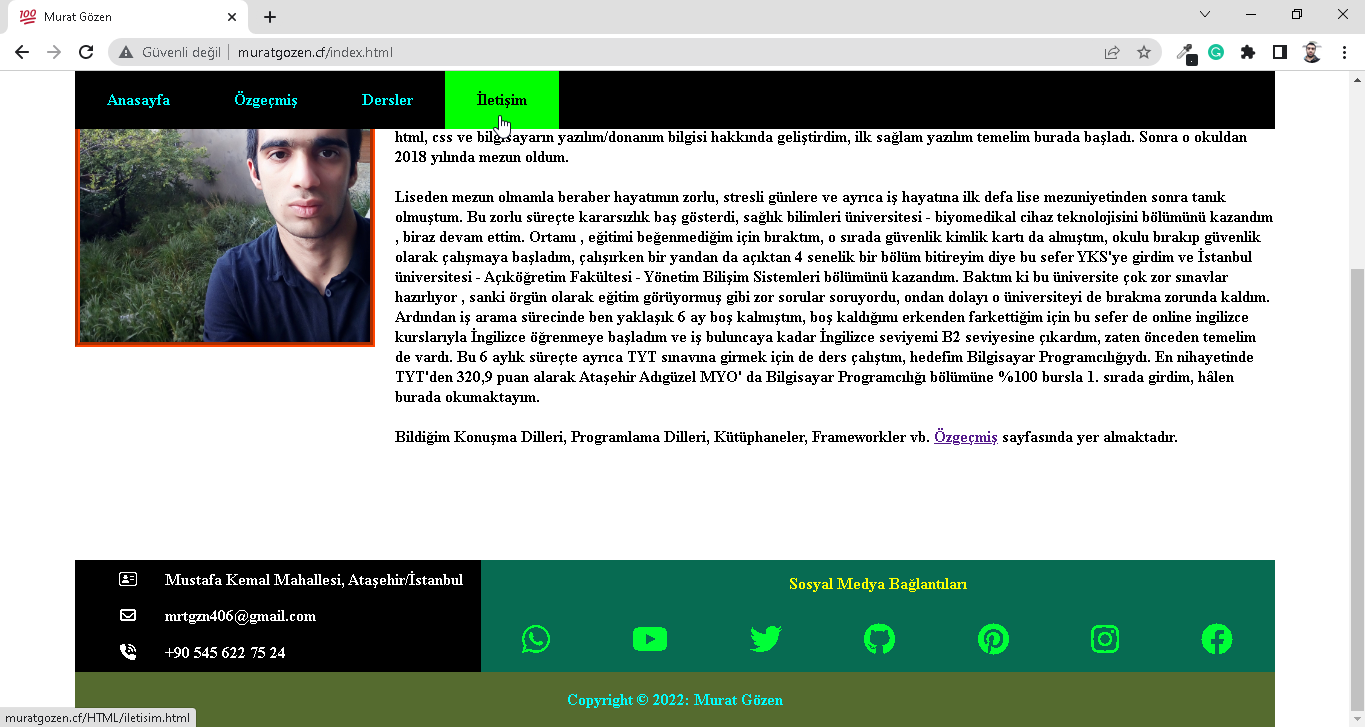 Murat Gözen
Güvenli değil muratgozen.cf/index.html
Anasayfa Özgeçmiş Dersler İletişim
html, css ve bilgisayarın yazılım/donanım bilgisi hakkında geliştirdim, ilk sağlam yazılım temelim burada başladı. Sonra o okuldan
2018 yılında mezun oldum.
Liseden mezun olmamla beraber hayatımın zorlu, stresli günlere ve ayrıca iş hayatına ilk defa lise mezuniyetinden sonra tanık
olmuştum. Bu zorlu süreçte kararsızlık baş gösterdi, sağlık bilimleri üniversitesi - biyomedikal cihaz teknolojisini bölümünü kazandım
, biraz devam ettim. Ortamı , eğitimi beğenmediğim için bıraktım, o sırada güvenlik kimlik kartı da almıştım, okulu bırakıp güvenlik
olarak çalışmaya başladım, çalışırken bir yandan da açıktan 4 senelik bir bölüm bitireyim diye bu sefer YKS'ye girdim ve İstanbul
üniversitesi - Açıköğretim Fakültesi - Yönetim Bilişim Sistemleri bölümünü kazandım. Baktım ki bu üniversite çok zor sınavlar
hazırlıyor , sanki örgün olarak eğitim görüyormuş gibi zor sorular soruyordu, ondan dolayı o üniversiteyi de bırakma zorunda kaldım.
Ardından iş arama sürecinde ben yaklaşık 6 ay boş kalmıştım, boş kaldığımı erkenden farkettiğim için bu sefer de online ingilizce
kurslarıyla İngilizce öğrenmeye başladım ve iş buluncaya kadar İngilizce seviyemi B2 seviyesine çıkardım, zaten önceden temelim
de vardı. Bu 6 aylık süreçte ayrıca TYT sınavına girmek için de ders çalıştım, hedefim Bilgisayar Programcılığıydı. En nihayetinde
TYT'den 320,9 puan alarak Ataşehir Adıgüzel MYO' da Bilgisayar Programcılığı bölümüne %100 bursla 1. sırada girdim, hâlen
burada okumaktayım.
Bildiğim Konuşma Dilleri, Programlama Dilleri, Kütüphaneler, Frameworkler vb. Özgeçmiş sayfasında yer almaktadır.
Mustafa Kemal Mahallesi, Ataşehir/İstanbul
mrtgzn406@gmail.com
+90 545 622 75 24
Sosyal Medya Bağlantıları
Copyright © 2022: Murat Gözen
muratgozen.cf/HTML/iletisim.html